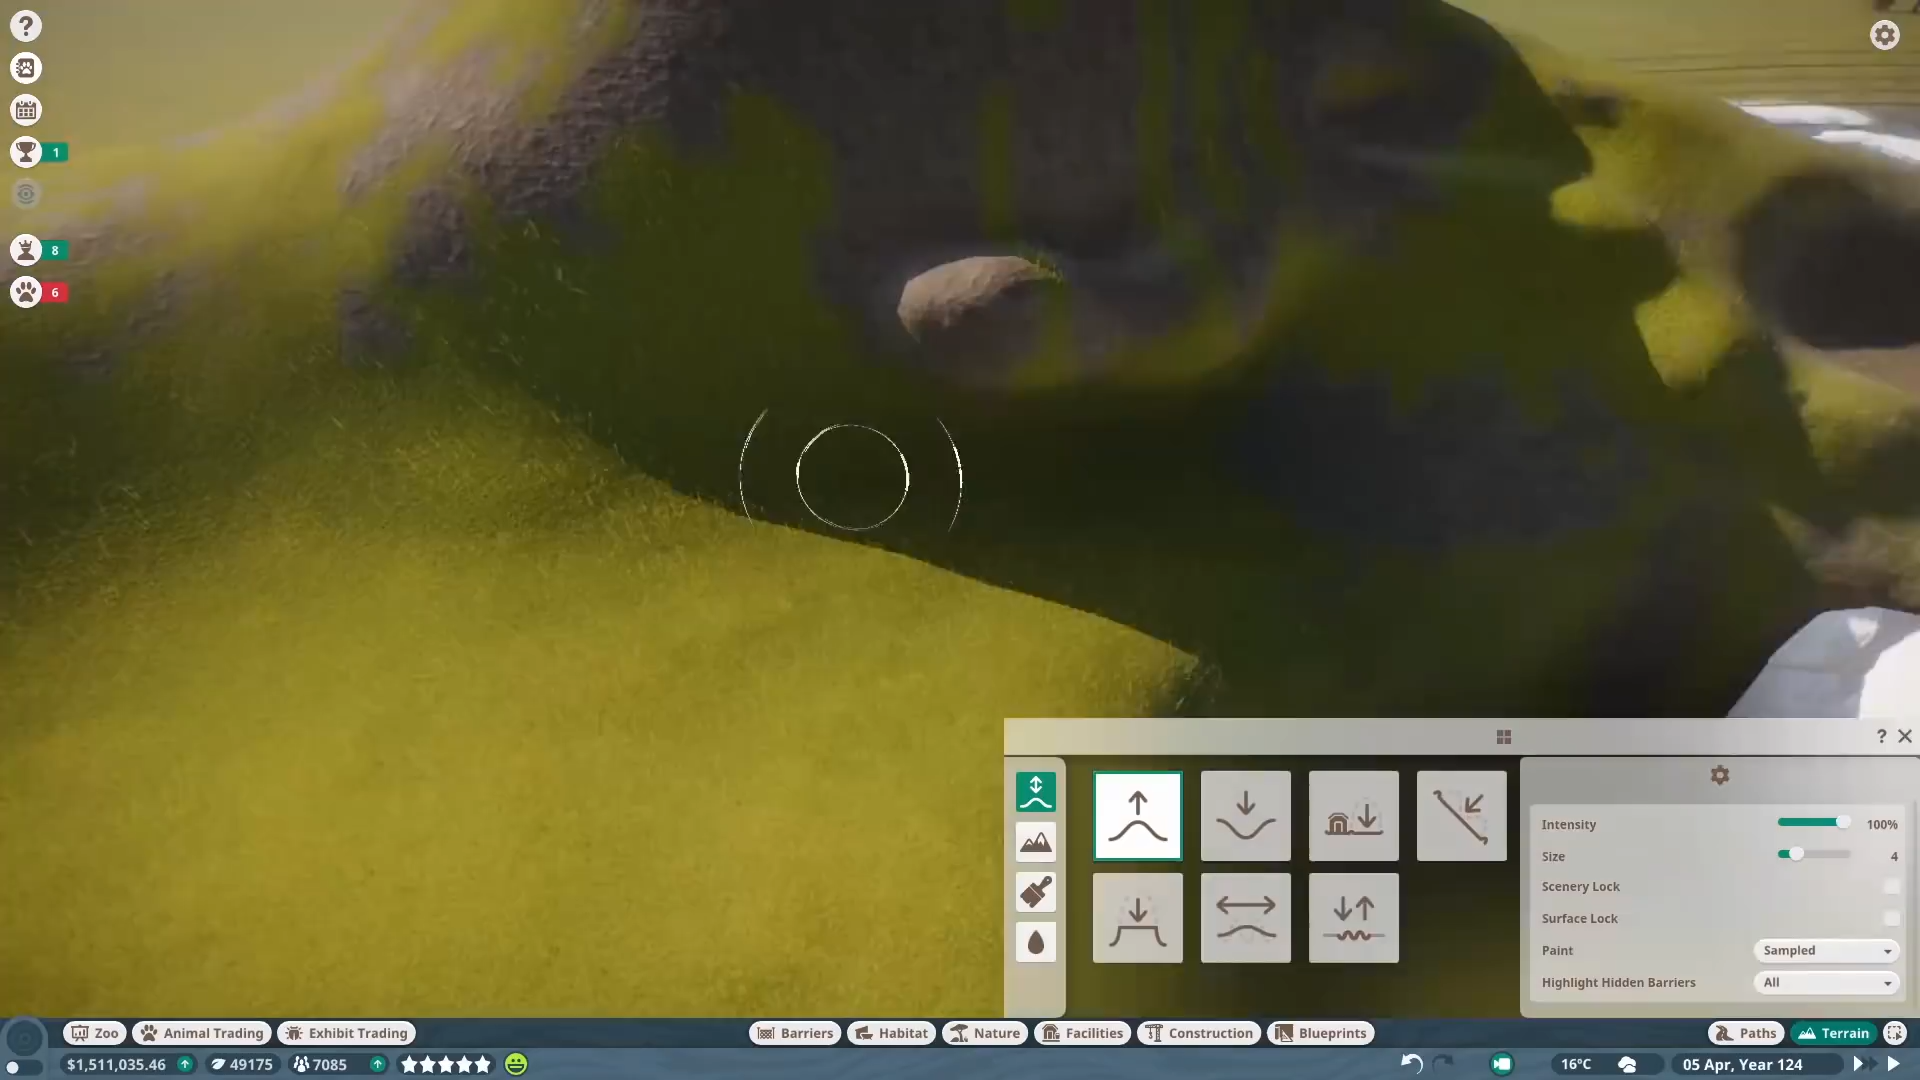 ?
1
8
6
?
Intensity 100%
Size 4
Scenery Lock
Surface Lock
Paint Sampled
Highlight Hidden Barriers All
Zoo Animal Trading Exhibit Trading Barriers Habitat Nature Facilities Construction Blueprints Paths Terrain
$1,511,035.46 49175 7085 16°C 05 Apr, Year 124